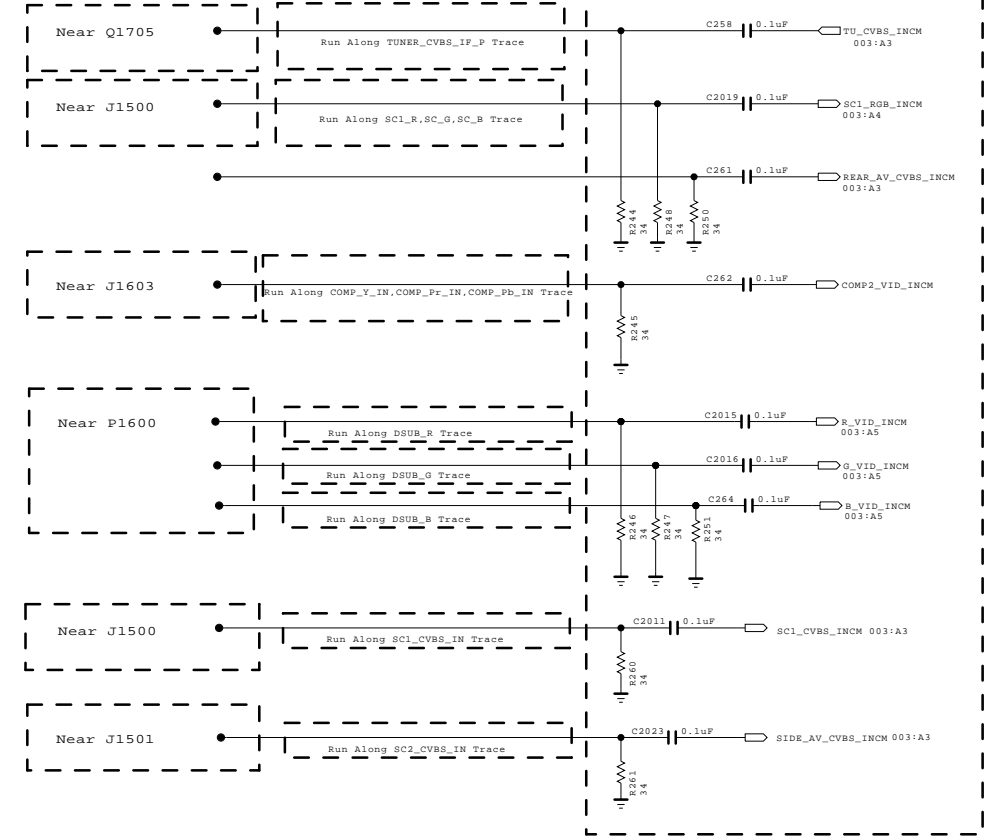 Near Q1705
Run Along TUNER_CVBS_IF_P Trace
C258 0.1uF
TU_CVBS_INCM
003:A3
Near J1500
Run Along SC1_R,SC_G,SC_B Trace
C2019 0.1uF
SC1_RGB_INCM
003:A4
C261 0.1uF
REAR_AV_CVBS_INCM
003:A3
R244
34
R248
34
R250
34
Near J1603
Run Along COMP_Y_IN,COMP_Pr_IN,COMP_Pb_IN Trace
C262 0.1uF
COMP2_VID_INCM
R245
34
Near P1600
Run Along DSUB_R Trace
C2015 0.1uF
R_VID_INCM
003:A5
Run Along DSUB_G Trace
C2016 0.1uF
G_VID_INCM
003:A5
Run Along DSUB_B Trace
C264 0.1uF
B_VID_INCM
003:A5
R246
34
R247
34
R251
34
Near J1500
Run Along SC1_CVBS_IN Trace
C2011 0.1uF
SC1_CVBS_INCM 003:A3
R260
34
Near J1501
Run Along SC2_CVBS_IN Trace
C2023 0.1uF
SIDE_AV_CVBS_INCM 003:A3
R261
34